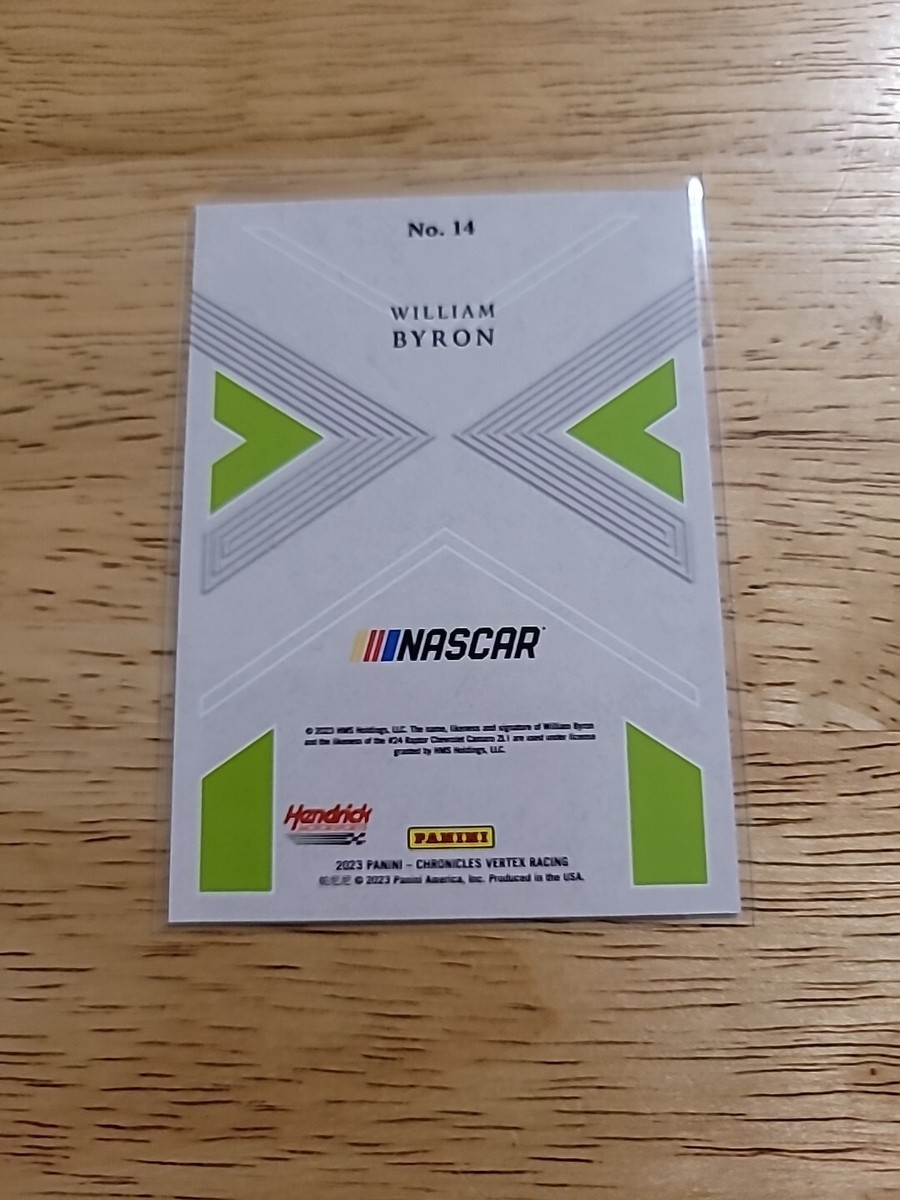 No. 14
WILLIAM
BYRON
NASCAR
© 2023 HMS Holdings, LLC. The name, likeness and signature of William Byron
and the likeness of the #24 Raptor Chevrolet Camaro ZL1 are used under license
granted by HMS Holdings, LLC.
Hendrick
MOTORSPORTS
PANINI
2023 PANINI – CHRONICLES VERTEX RACING
© 2023 Panini America, Inc. Produced in the USA.